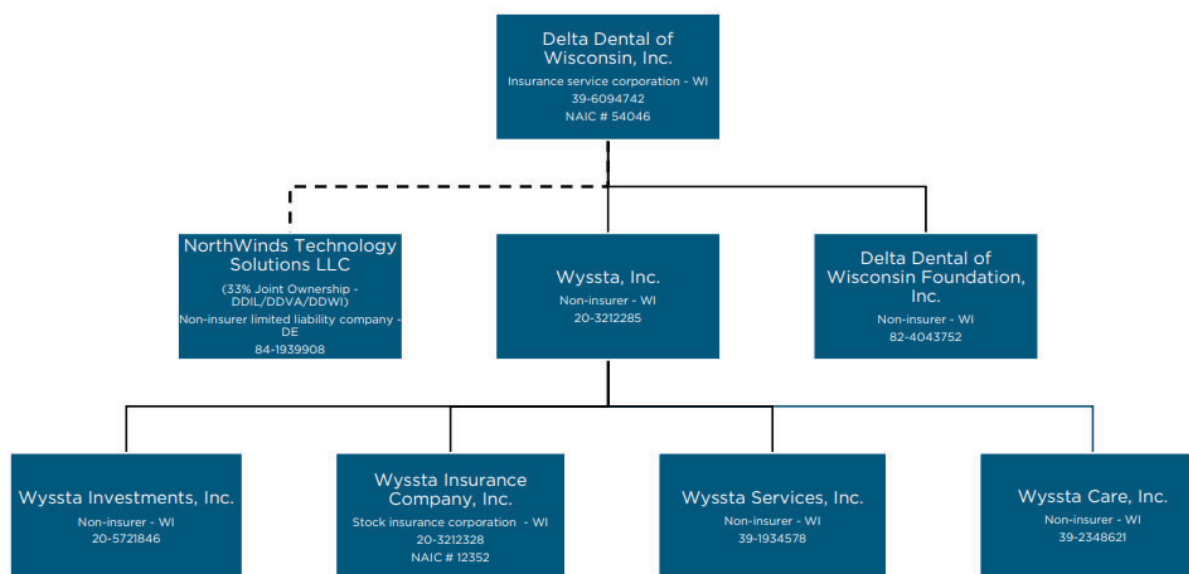 Delta Dental of
Wisconsin, Inc.
Insurance service corporation - WI
39-6094742
NAIC # 54046
NorthWinds Technology
Solutions LLC
(33% Joint Ownership -
DDIL/DDVA/DDWI)
Non-insurer limited liability company -
DE
84-1939908
Wyssta, Inc.
Non-insurer - WI
20-3212285
Delta Dental of
Wisconsin Foundation,
Inc.
Non-insurer - WI
82-4043752
Wyssta Investments, Inc.
Non-insurer - WI
20-5721846
Wyssta Insurance
Company, Inc.
Stock insurance corporation - WI
20-3212328
NAIC # 12352
Wyssta Services, Inc.
Non-insurer - WI
39-1934578
Wyssta Care, Inc.
Non-insurer - WI
39-2348621